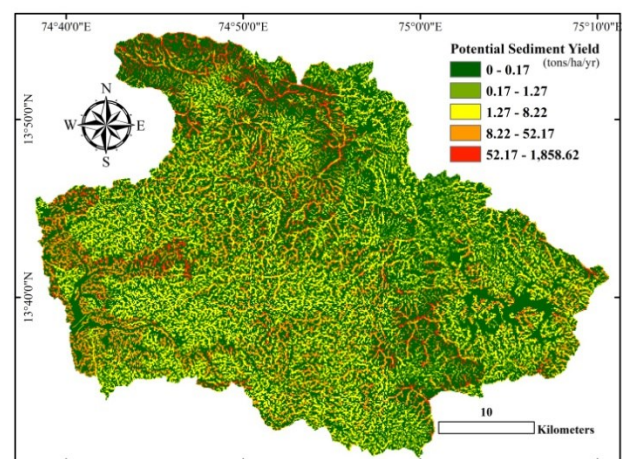 74°40'0"E 74°50'0"E 75°0'0"E 75°10'0"E
Potential Sediment Yield
(tons/ha/yr)
0 - 0.17
0.17 - 1.27
1.27 - 8.22
8.22 - 52.17
52.17 - 1,858.62
N
W E
S
13°50'0"N
13°40'0"N
10
Kilometers